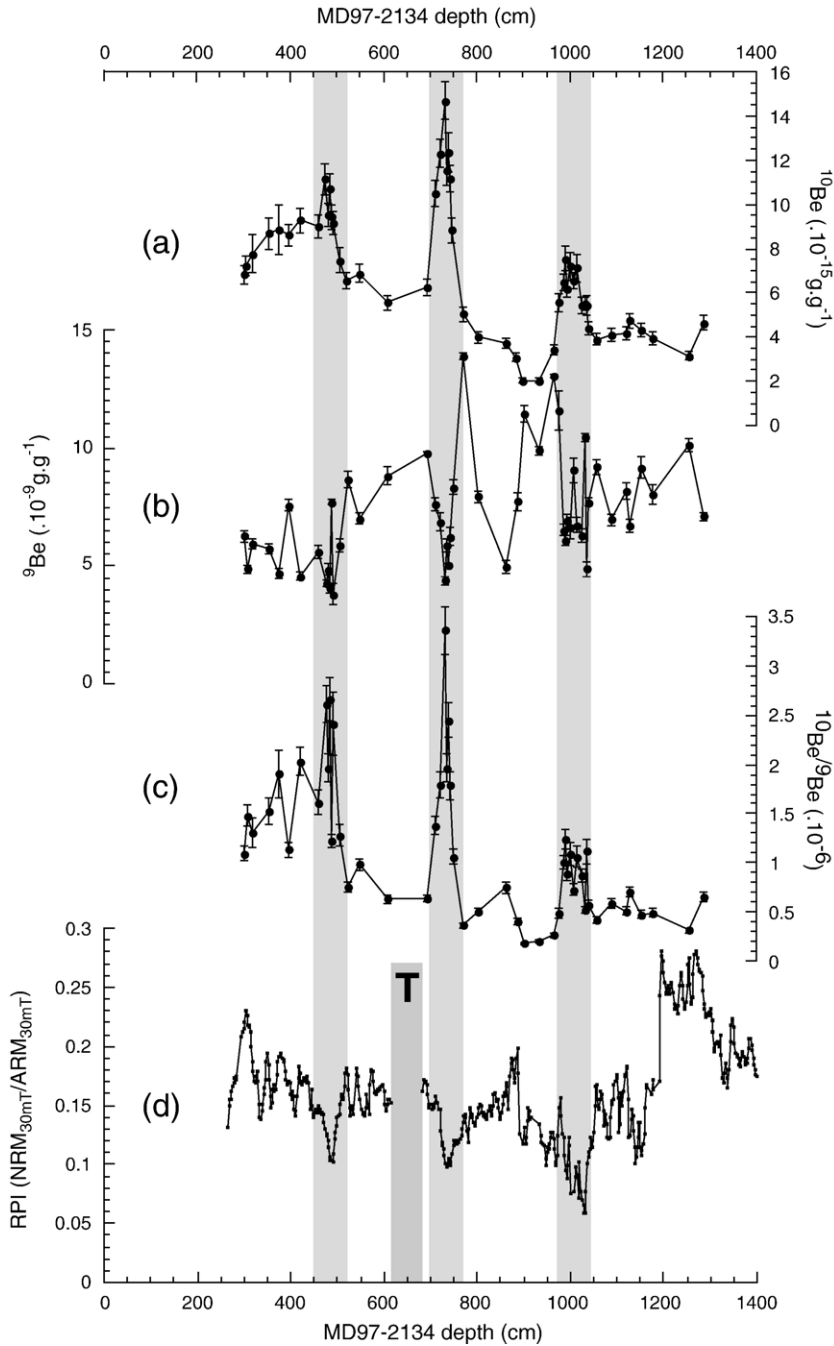 MD97-2134 depth (cm)
0 200 400 600 800 1000 1200 1400
16
14
12
10
8
6
4
2
0
¹⁰Be (.10⁻¹⁵g.g⁻¹)
(a)
15
10
5
0
⁹Be (.10⁻⁹g.g⁻¹)
(b)
3.5
3
2.5
2
1.5
1
0.5
0
¹⁰Be/⁹Be (.10⁻⁶)
(c)
0.3
0.25
0.2
0.15
0.1
0.05
0
RPI (NRM₃₀ₘT/ARM₃₀ₘT)
T
(d)
0 200 400 600 800 1000 1200 1400
MD97-2134 depth (cm)